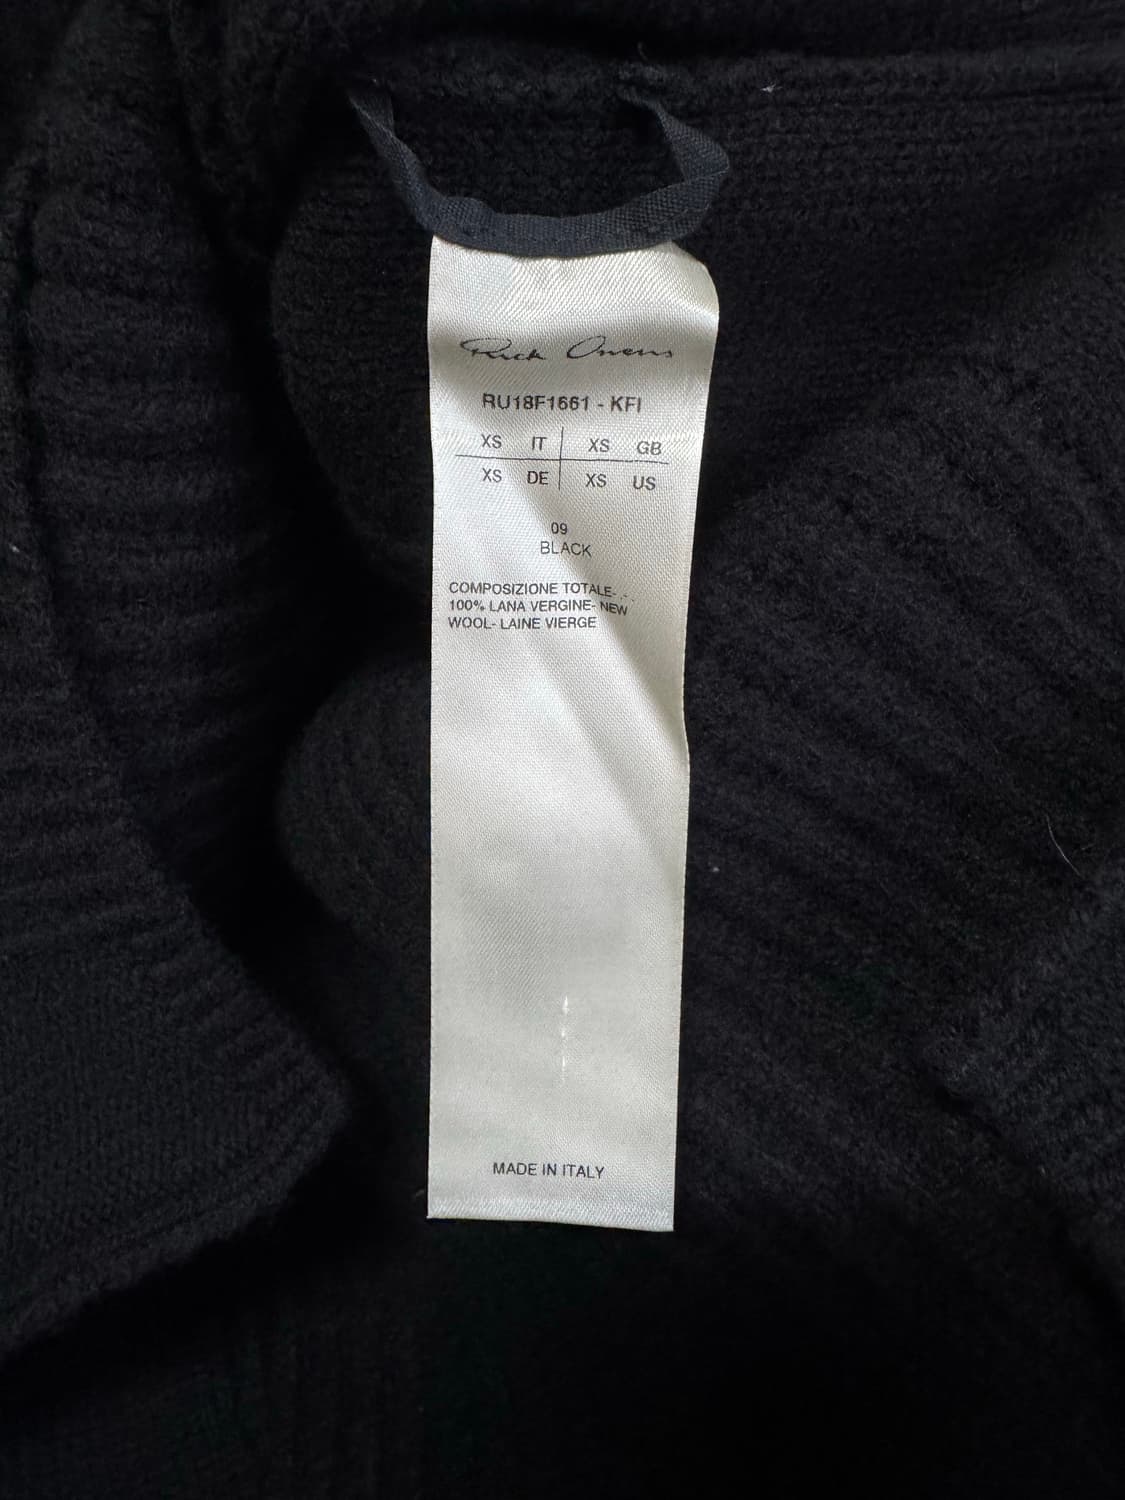 Rick Owens
RU18F1661 - KFI
XS IT XS GB
XS DE XS US
09
BLACK
COMPOSIZIONE TOTALE- - -
100% LANA VERGINE- NEW
WOOL- LAINE VIERGE
MADE IN ITALY